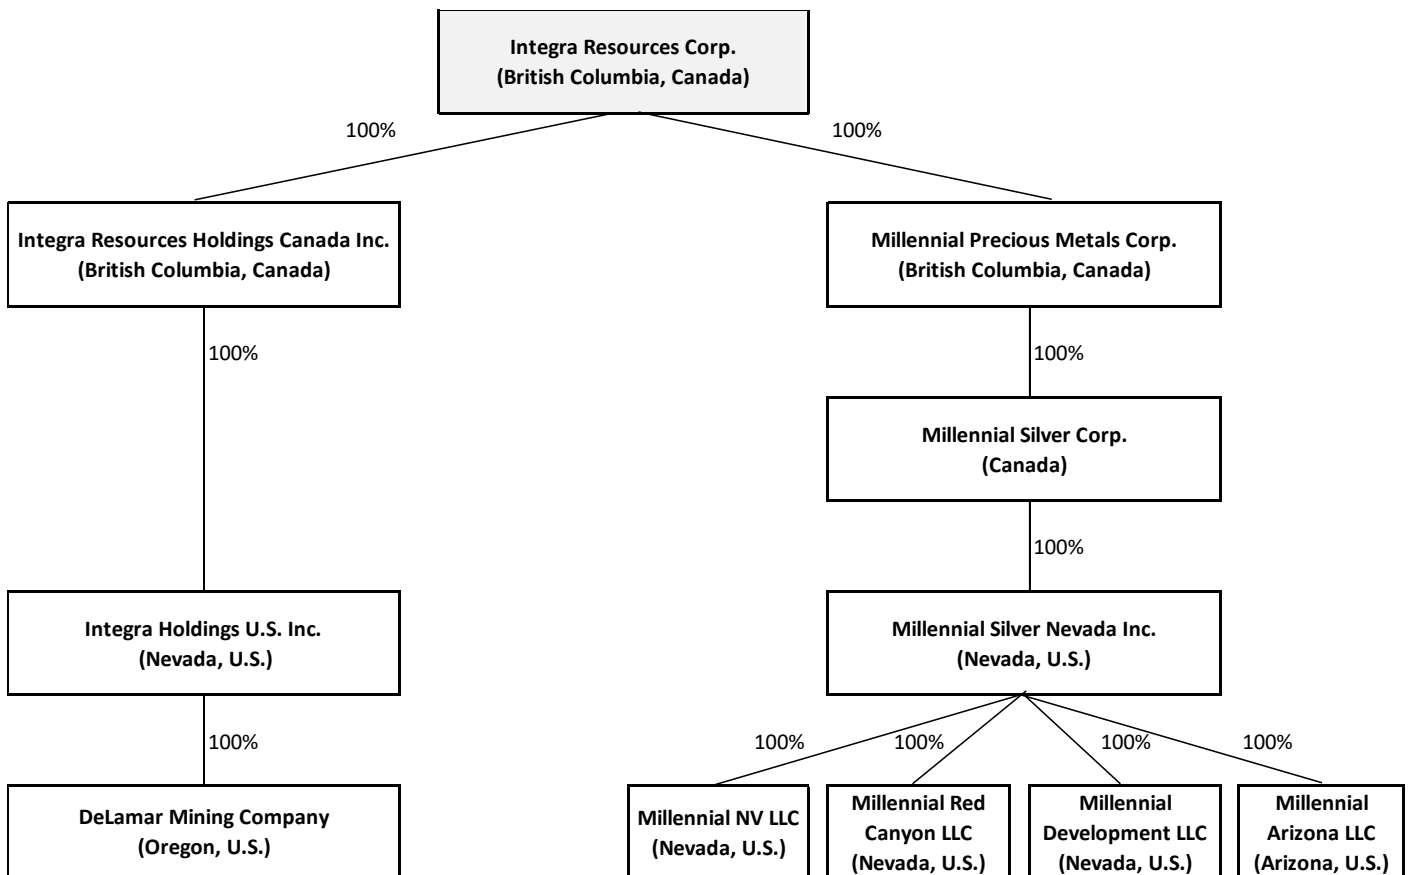 Integra Resources Corp.
(British Columbia, Canada)
100%
100%
Integra Resources Holdings Canada Inc.
(British Columbia, Canada)
Millennial Precious Metals Corp.
(British Columbia, Canada)
100%
100%
Millennial Silver Corp.
(Canada)
100%
Integra Holdings U.S. Inc.
(Nevada, U.S.)
Millennial Silver Nevada Inc.
(Nevada, U.S.)
100%
100%
100%
100%
100%
DeLamar Mining Company
(Oregon, U.S.)
Millennial NV LLC
(Nevada, U.S.)
Millennial Red
Canyon LLC
(Nevada, U.S.)
Millennial
Development LLC
(Nevada, U.S.)
Millennial
Arizona LLC
(Arizona, U.S.)